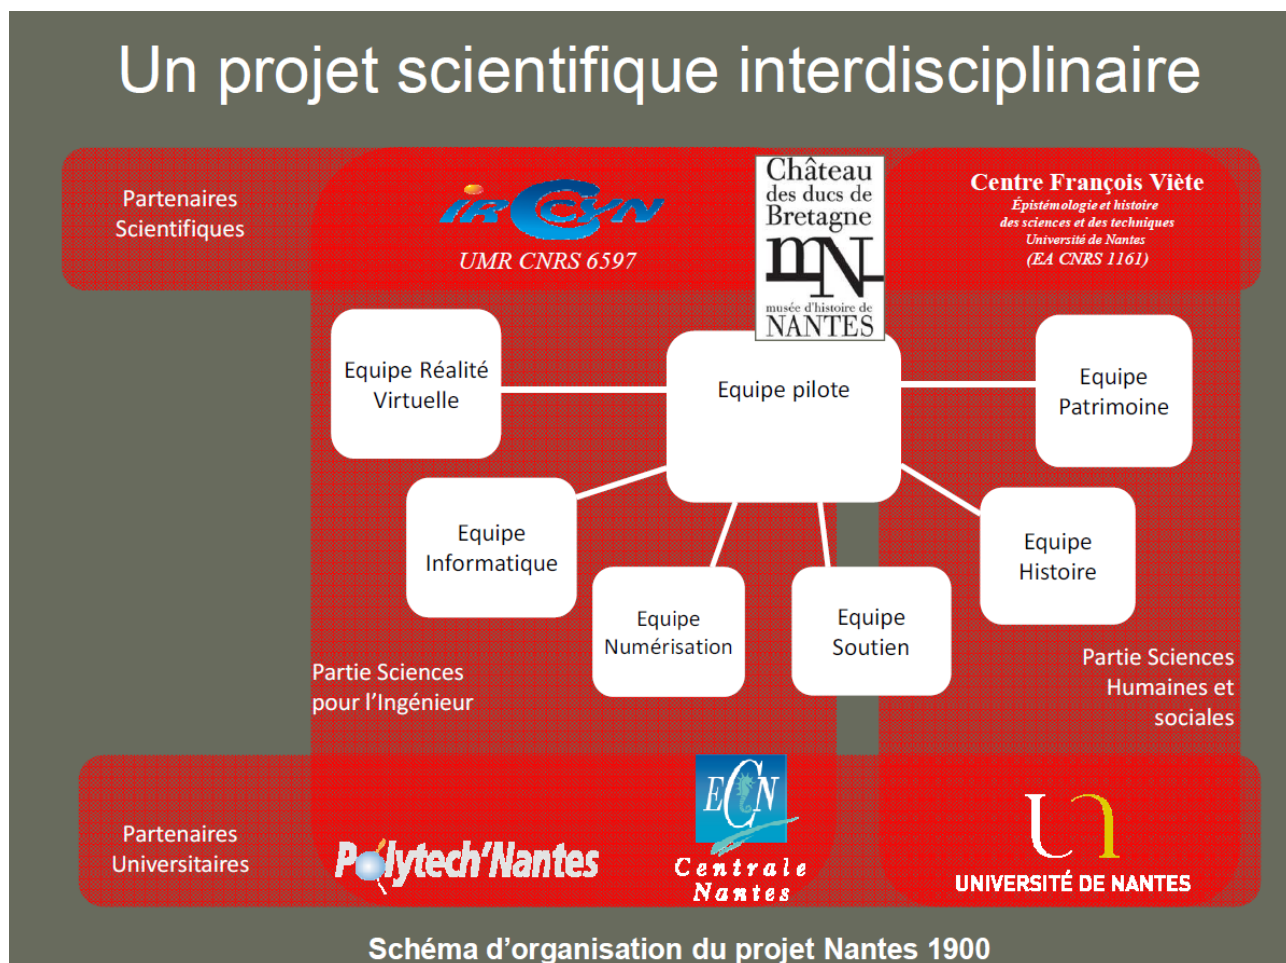 Un projet scientifique interdisciplinaire
Partenaires
Scientifiques
IRCCyN
UMR CNRS 6597
Château
des ducs de
Bretagne
mN
musée d'histoire de
NANTES
Centre François Viète
Épistémologie et histoire
des sciences et des techniques
Université de Nantes
(EA CNRS 1161)
Equipe Réalité
Virtuelle
Equipe pilote
Equipe
Patrimoine
Equipe
Informatique
Equipe
Histoire
Equipe
Numérisation
Equipe
Soutien
Partie Sciences
pour l'Ingénieur
Partie Sciences
Humaines et
sociales
Partenaires
Universitaires
Polytech'Nantes
ECN
Centrale
Nantes
Un
UNIVERSITÉ DE NANTES
Schéma d'organisation du projet Nantes 1900